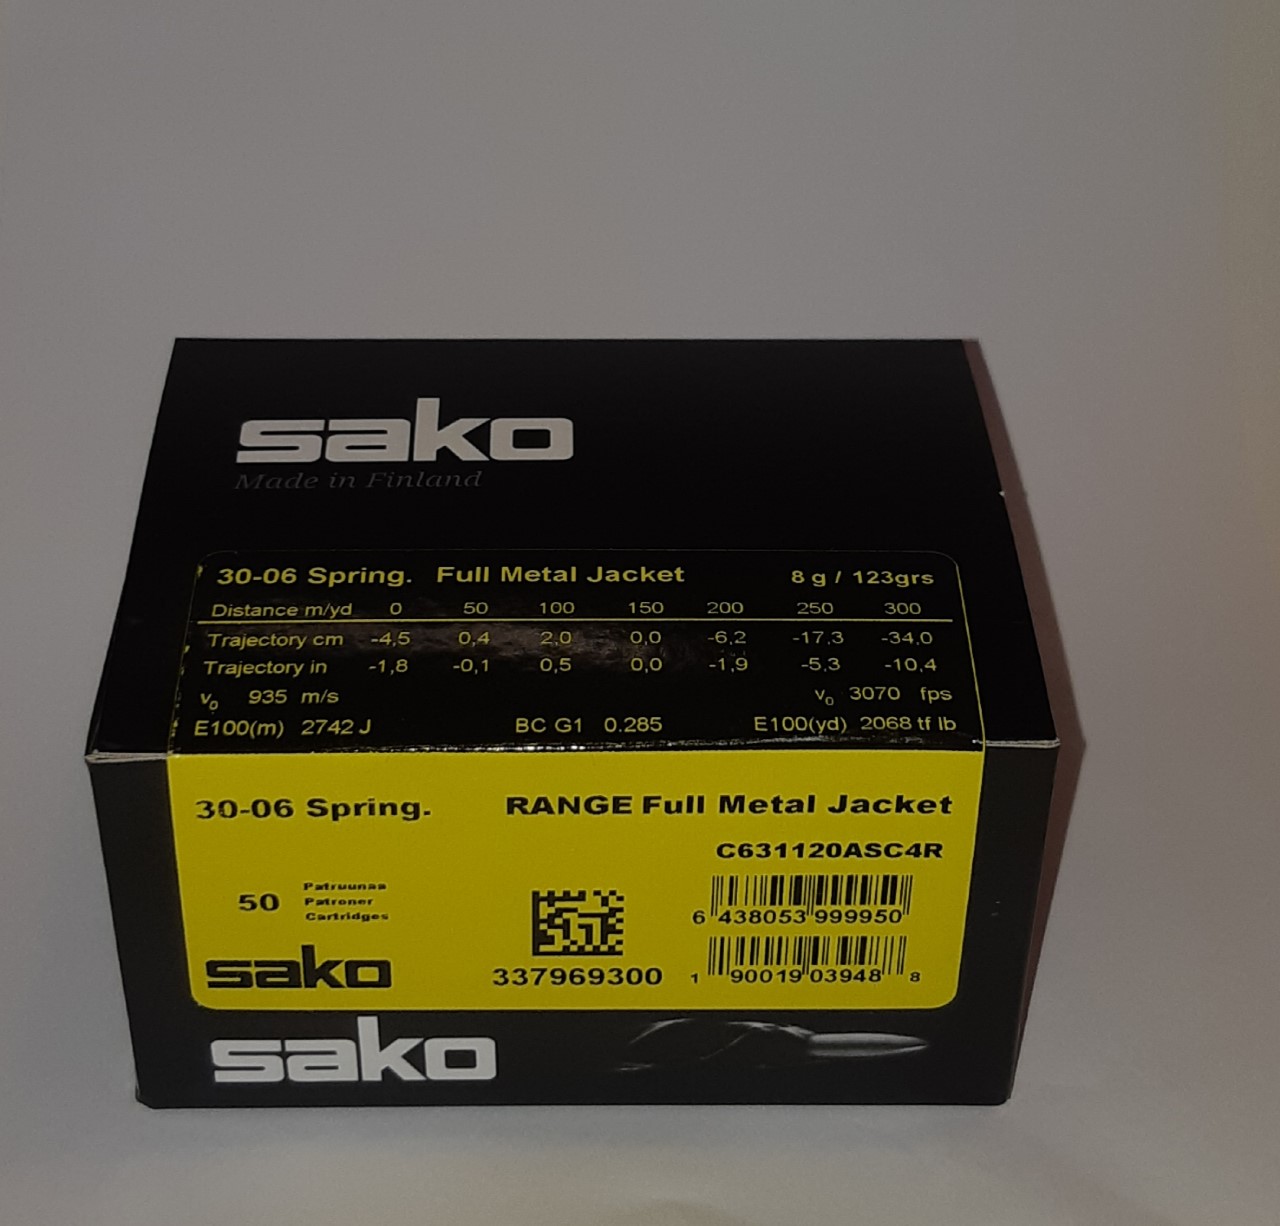 sako
Made in Finland
30-06 Spring. Full Metal Jacket 8 g / 123grs
Distance m/yd 0 50 100 150 200 250 300
Trajectory cm -4,5 0,4 2,0 0,0 -6,2 -17,3 -34,0
Trajectory in -1,8 -0,1 0,5 0,0 -1,9 -5,3 -10,4
v0 935 m/s v0 3070 fps
E100(m) 2742 J BC G1 0.285 E100(yd) 2068 tf lb
30-06 Spring. RANGE Full Metal Jacket
C631120ASC4R
50 Patruunaa
Patroner
Cartridges
6 438053 999950
sako
337969300
1 90019 03948 8
sako